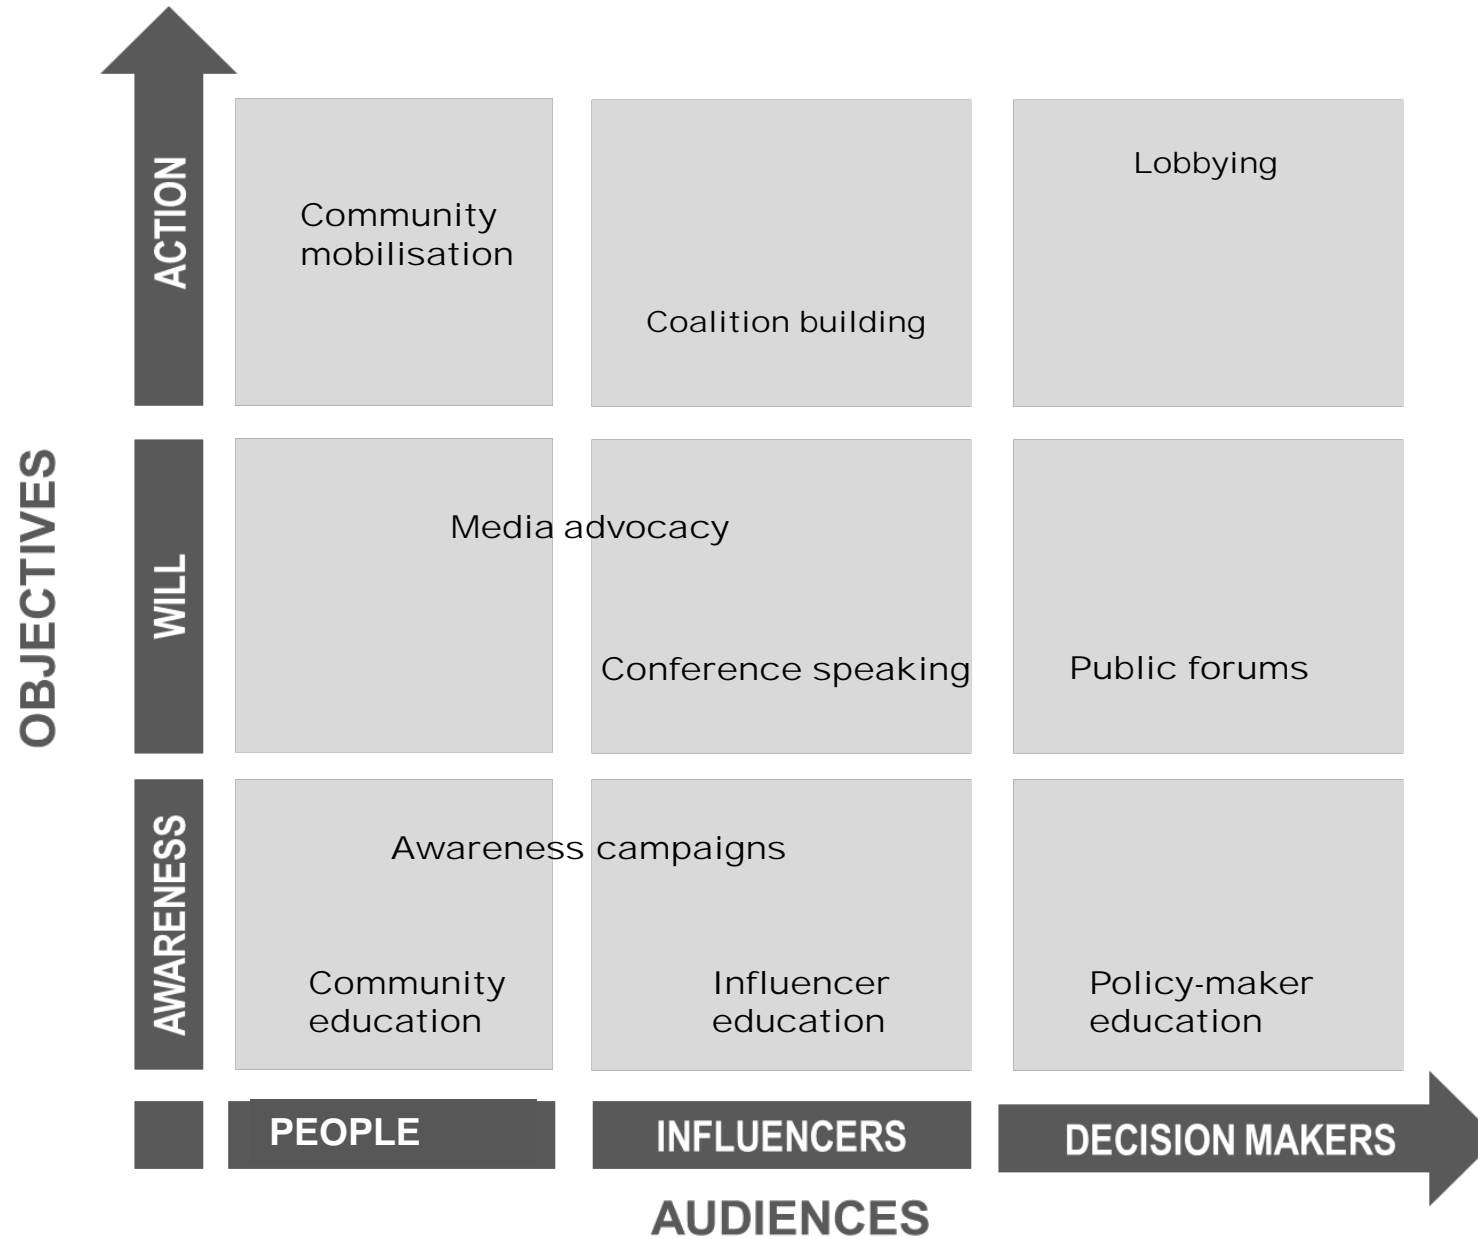 ACTION
Community
mobilisation
Coalition building
Lobbying
OBJECTIVES
WILL
Media advocacy
Conference speaking
Public forums
AWARENESS
Awareness campaigns
Community
education
Influencer
education
Policy-maker
education
PEOPLE
INFLUENCERS
DECISION MAKERS
AUDIENCES